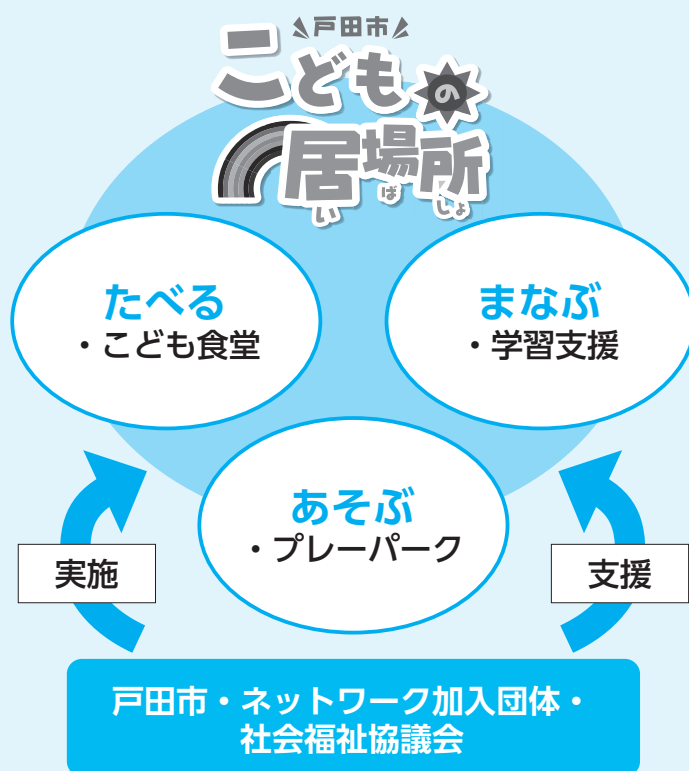 戸田市
こどもの
居場所
い ば しょ
たべる
・こども食堂
まなぶ
・学習支援
あそぶ
・プレーパーク
実施
支援
戸田市・ネットワーク加入団体・
社会福祉協議会